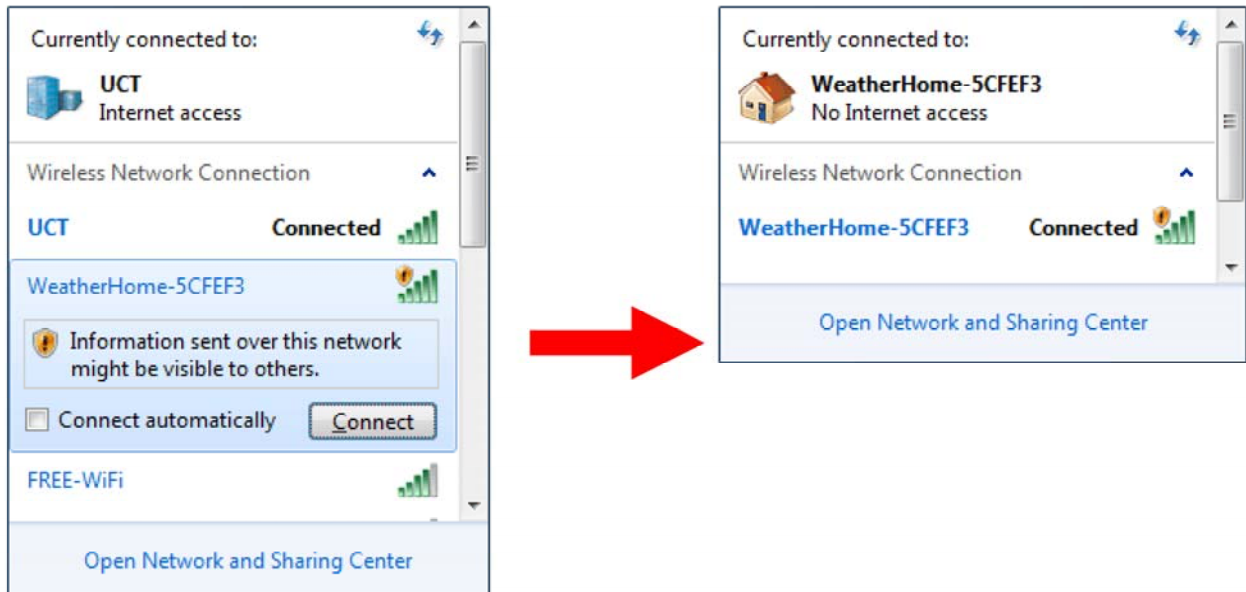 Currently connected to:
UCT
Internet access
Wireless Network Connection
UCT Connected
WeatherHome-5CFEF3
Information sent over this network
might be visible to others.
Connect automatically Connect
FREE-WiFi
Open Network and Sharing Center
Currently connected to:
WeatherHome-5CFEF3
No Internet access
Wireless Network Connection
WeatherHome-5CFEF3 Connected
Open Network and Sharing Center